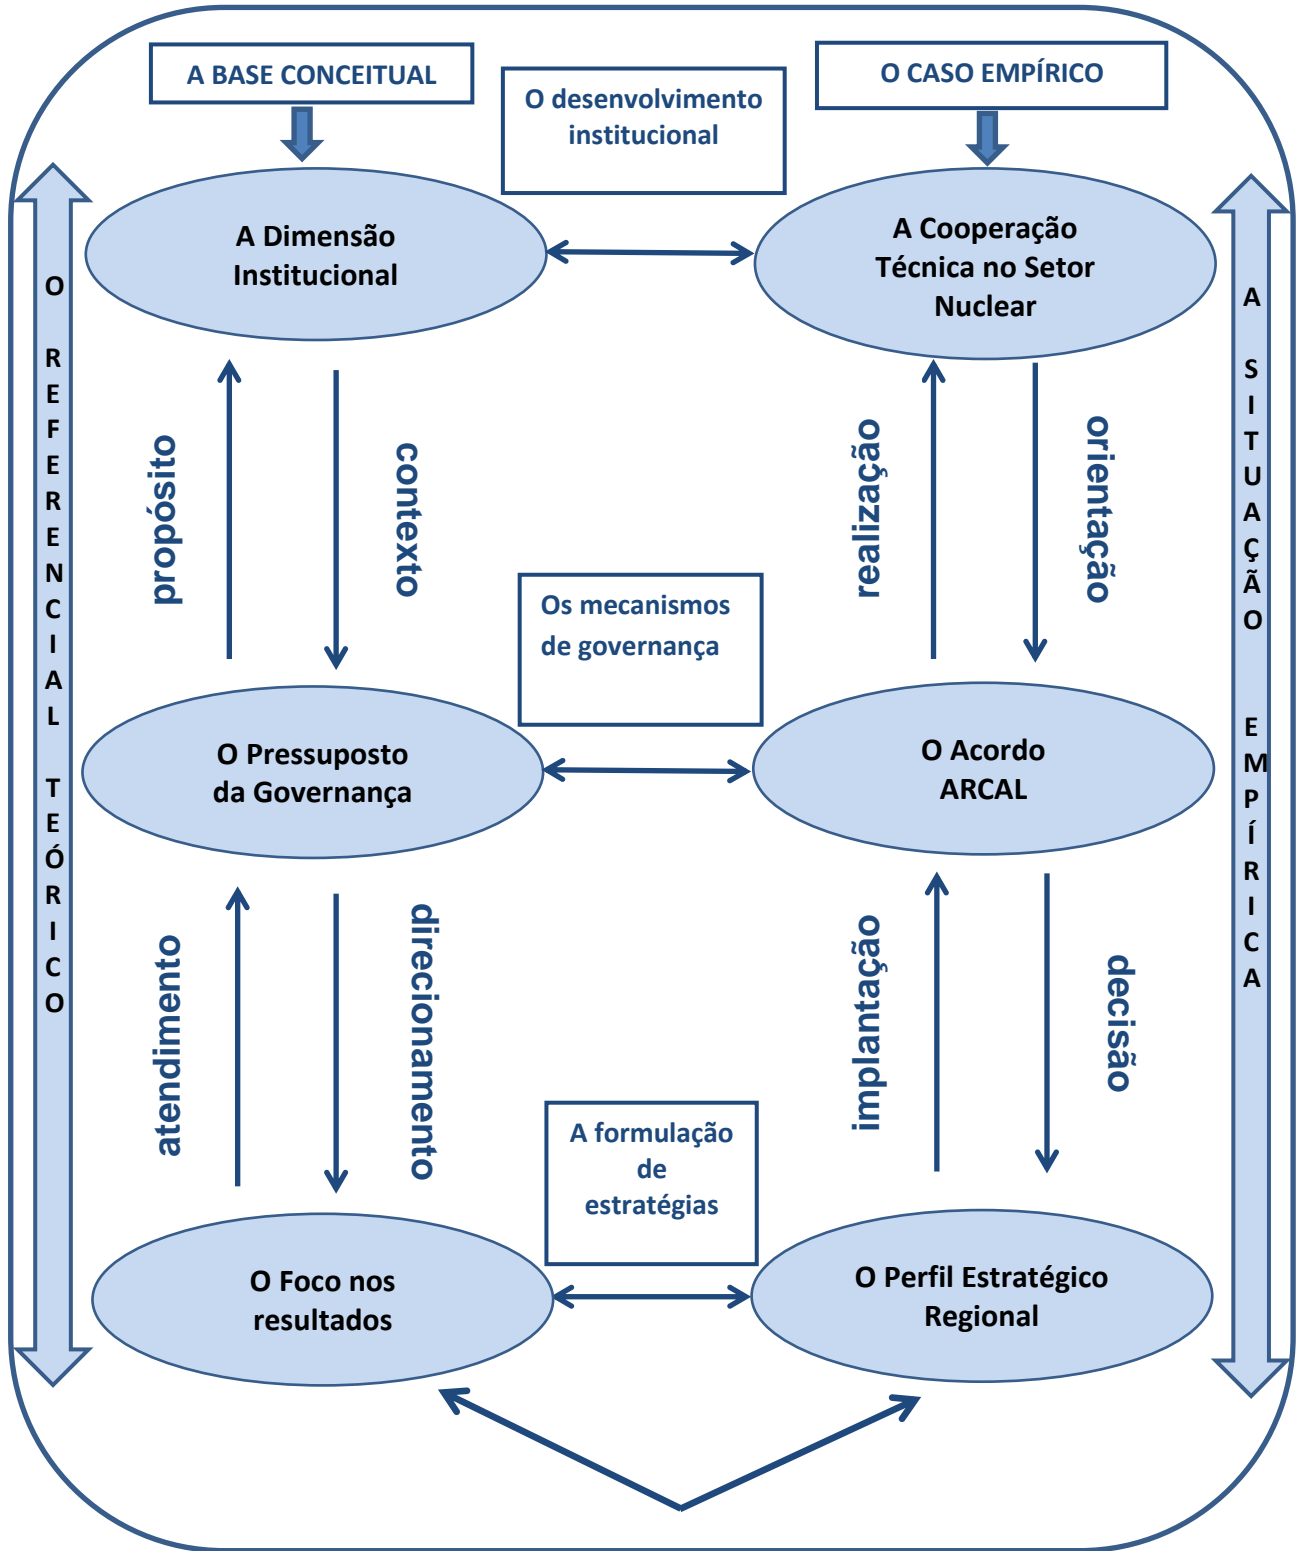 A BASE CONCEITUAL
O desenvolvimento
institucional
O CASO EMPÍRICO
A Dimensão
Institucional
A Cooperação
Técnica no Setor
Nuclear
O REFERENCIAL TEÓRICO
A SITUAÇÃO EMPÍRICA
propósito
contexto
realização
orientação
Os mecanismos
de governança
O Pressuposto
da Governança
O Acordo
ARCAL
atendimento
direcionamento
implantação
decisão
A formulação
de
estratégias
O Foco nos
resultados
O Perfil Estratégico
Regional